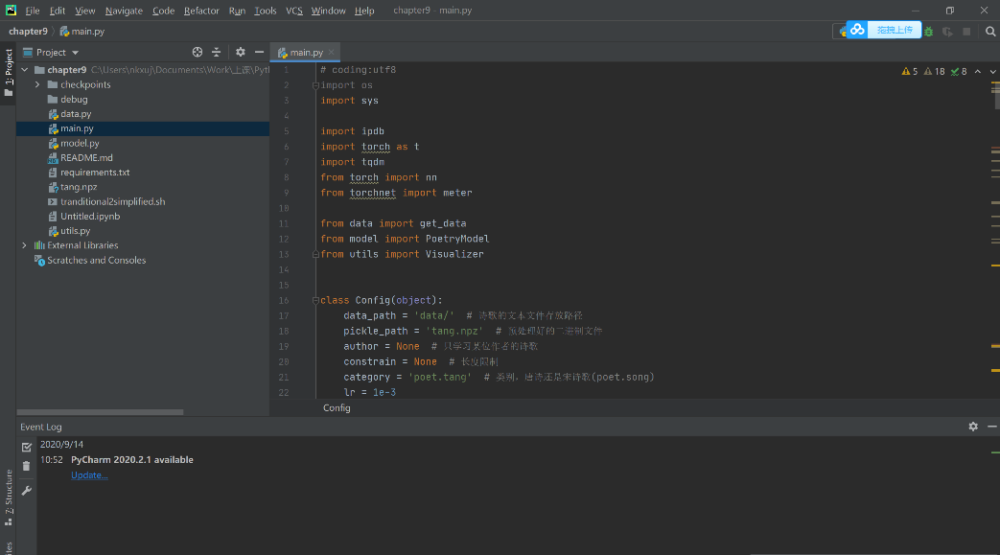 File Edit View Navigate Code Refactor Run Tools VCS Window Help chapter9 - main.py
chapter9 main.py
拖拽上传
Project
main.py
1: Project
chapter9 C:\Users\nkxuj\Documents\Work\上课\Pyt
checkpoints
debug
data.py
main.py
model.py
README.md
requirements.txt
tang.npz
tranditional2simplified.sh
Untitled.ipynb
utils.py
External Libraries
Scratches and Consoles
5 18 8
1 # coding:utf8
2 import os
3 import sys
4
5 import ipdb
6 import torch as t
7 import tqdm
8 from torch import nn
9 from torchnet import meter
10
11 from data import get_data
12 from model import PoetryModel
13 from utils import Visualizer
14
15
16 class Config(object):
17 data_path = 'data/' # 诗歌的文本文件存放路径
18 pickle_path = 'tang.npz' # 预处理好的二进制文件
19 author = None # 只学习某位作者的诗歌
20 constrain = None # 长度限制
21 category = 'poet.tang' # 类别，唐诗还是宋诗歌(poet.song)
22 lr = 1e-3
Config
Event Log
2020/9/14
10:52 PyCharm 2020.2.1 available
Update...
7: Structure